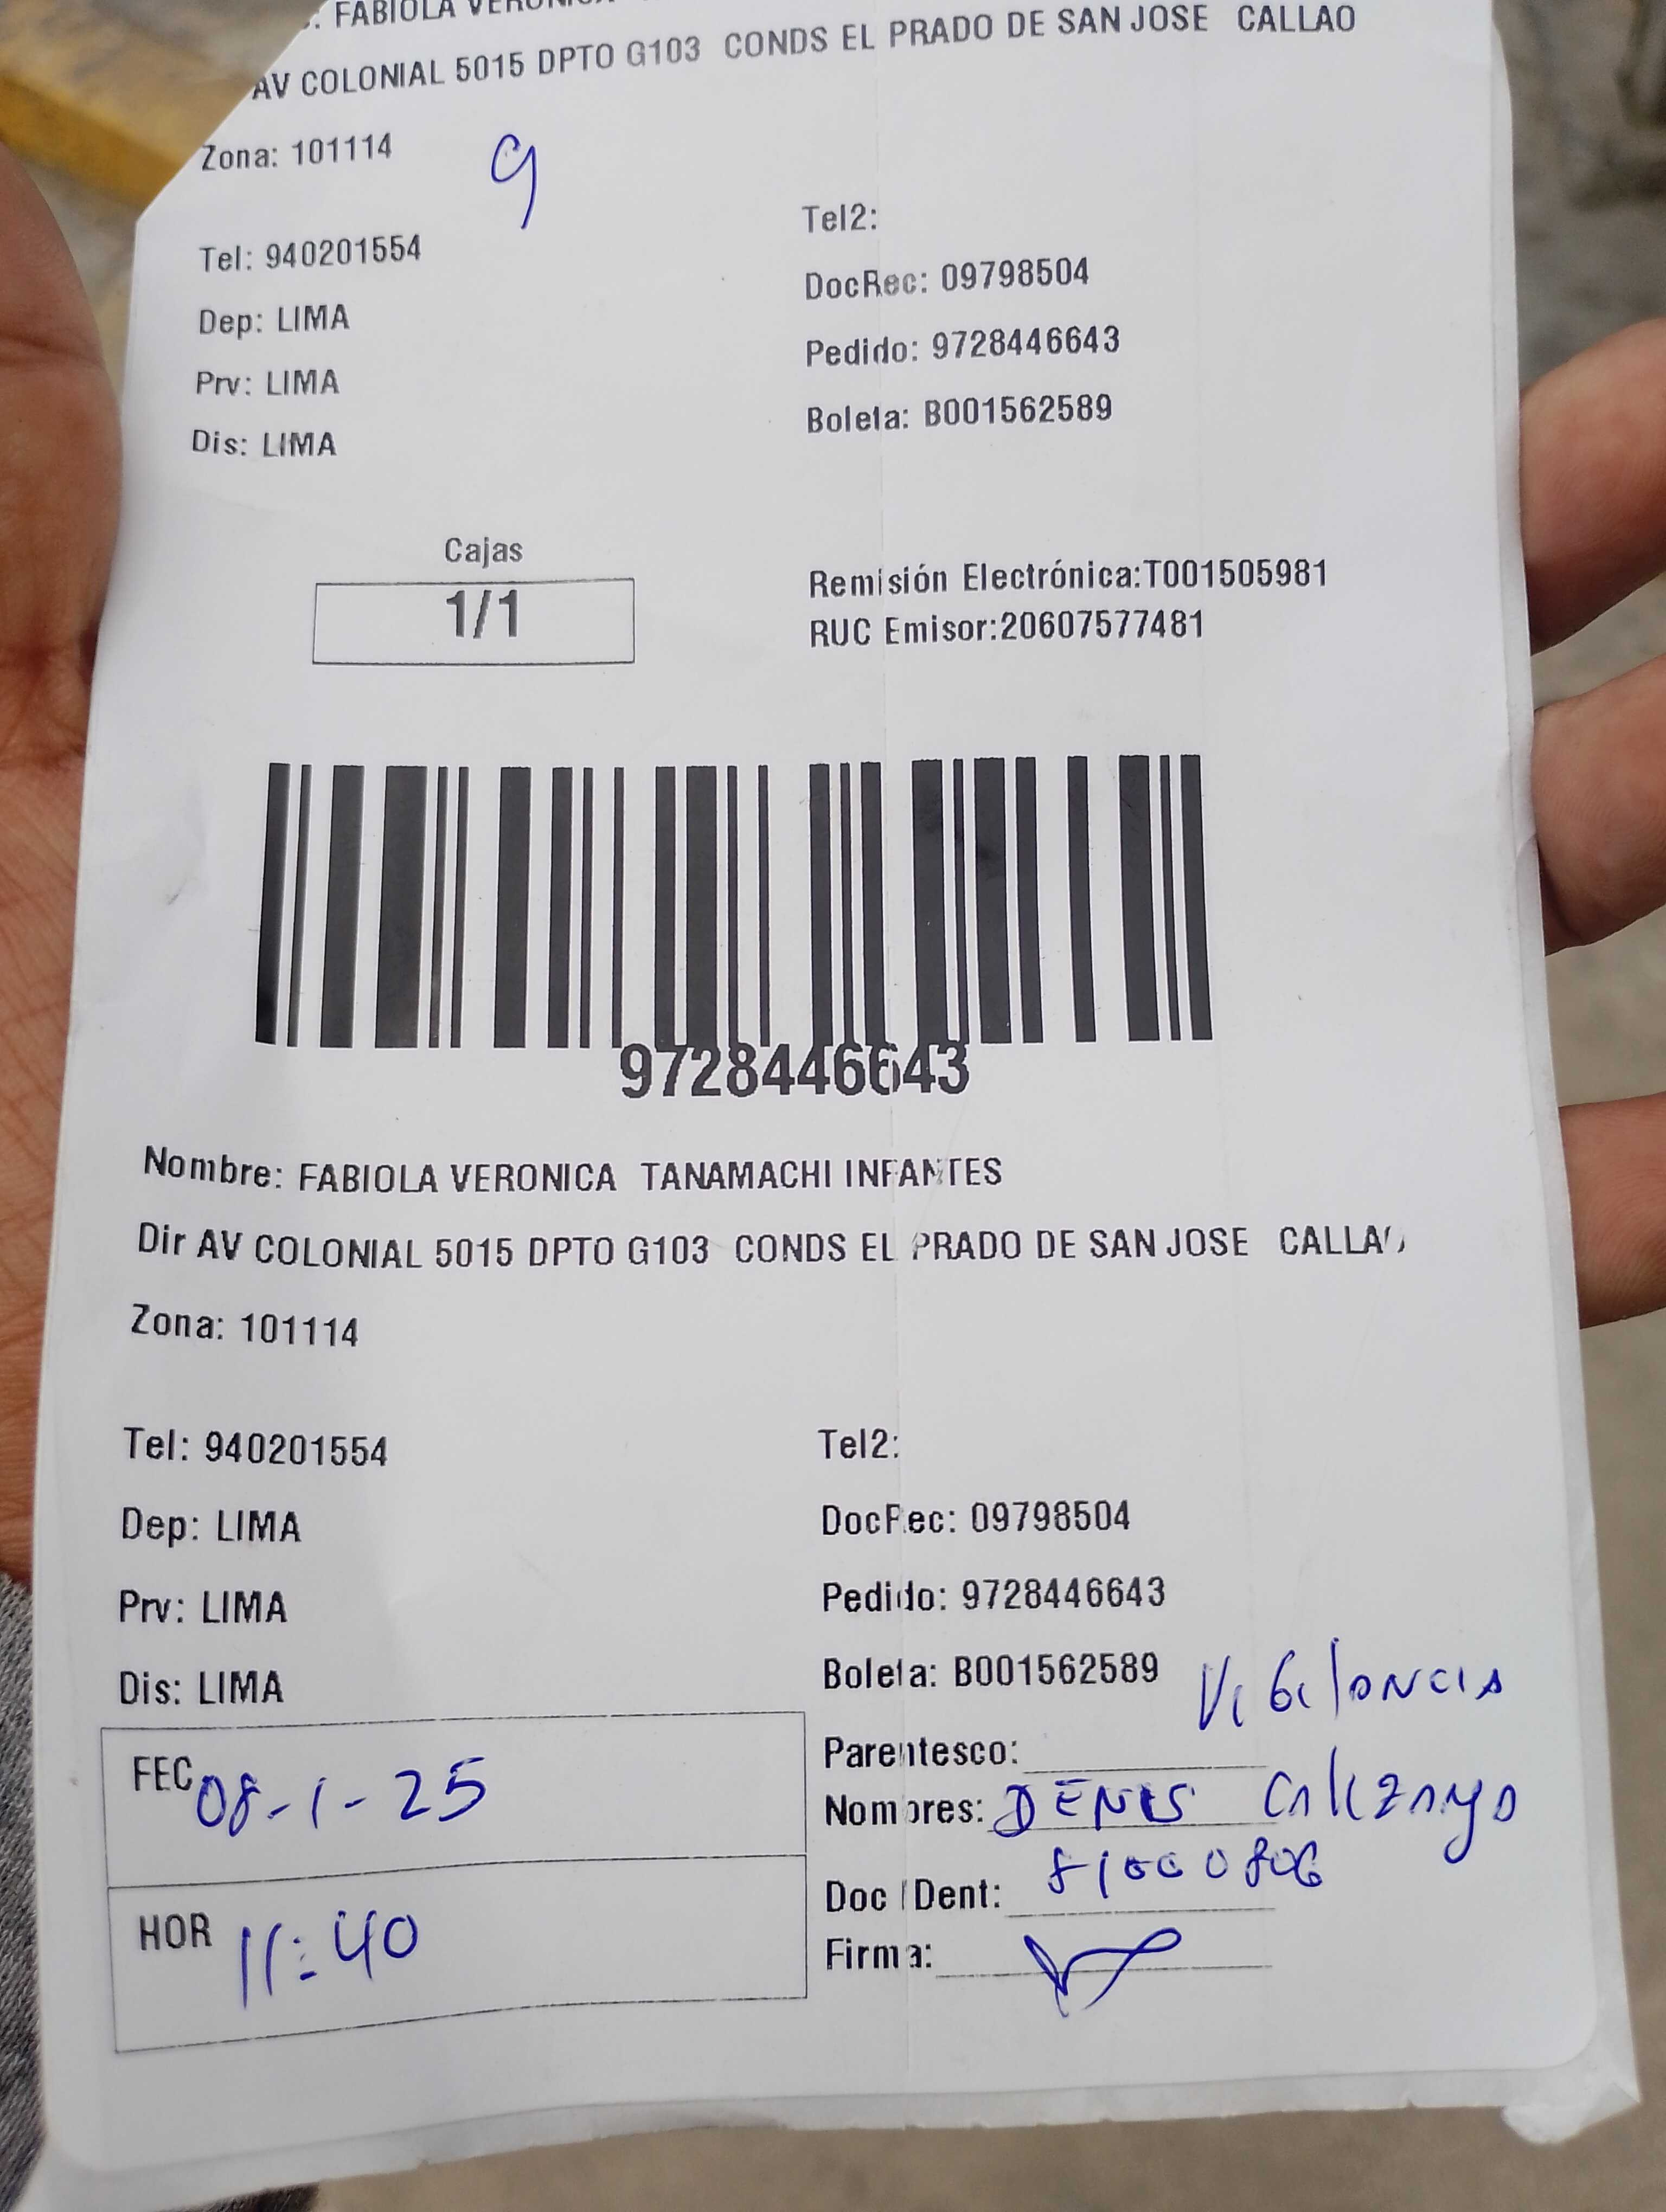 FABIOLA
AV COLONIAL 5015 DPTO G103 CONDS EL PRADO DE SAN JOSE CALLAO
Zona: 101114
9
Tel: 940201554
Tel2:
Dep: LIMA
DocRec: 09798504
Prv: LIMA
Pedido: 9728446643
Dis: LIMA
Boleta: B001562589
Cajas
1/1
Remisión Electrónica:T001505981
RUC Emisor:20607577481
9728446643
Nombre: FABIOLA VERONICA TANAMACHI INFANTES
Dir AV COLONIAL 5015 DPTO G103 CONDS EL PRADO DE SAN JOSE CALLAO
Zona: 101114
Tel: 940201554
Tel2:
Dep: LIMA
DocRec: 09798504
Prv: LIMA
Pedido: 9728446643
Dis: LIMA
Boleta: B001562589
Vigilancia
FEC 08-1-25
Parentesco:
Nombres: DENIS
HOR 11:40
Doc Dent:
Firma: